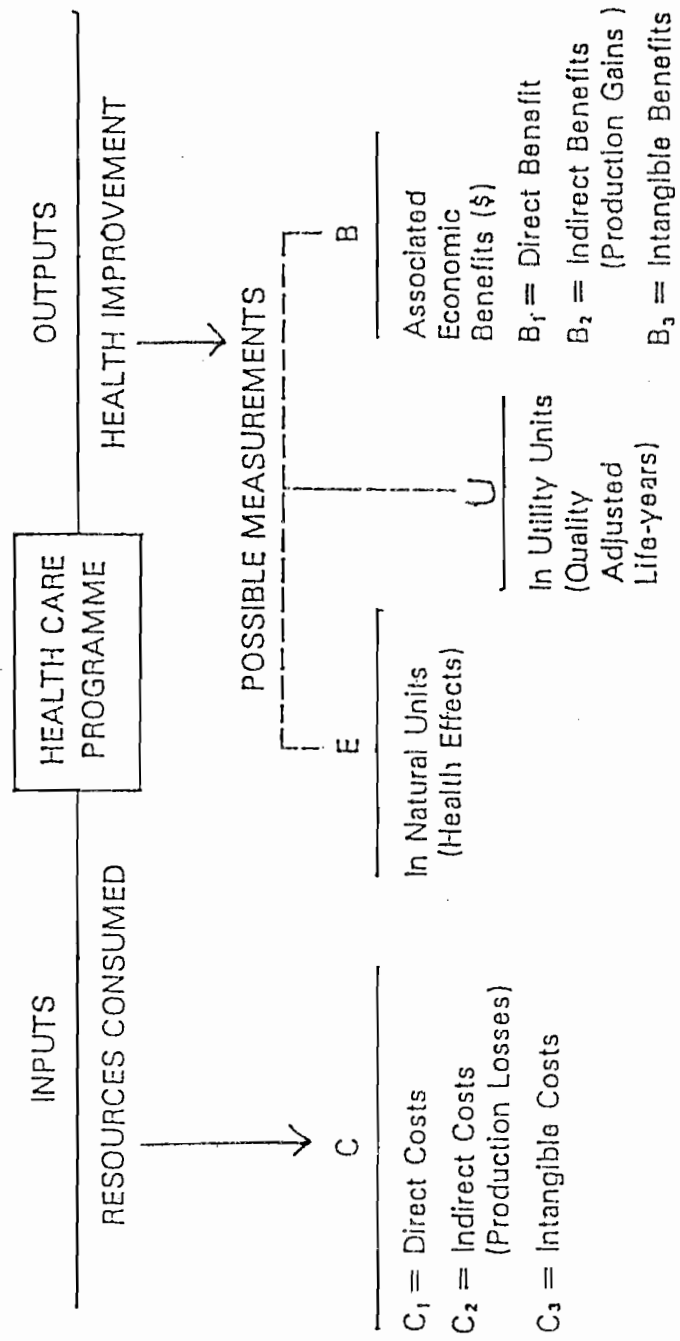 HEALTH CARE
PROGRAMME
INPUTS
OUTPUTS
RESOURCES CONSUMED
HEALTH IMPROVEMENT
POSSIBLE MEASUREMENTS
C
C₁ = Direct Costs
C₂ = Indirect Costs
(Production Losses)
C₃ = Intangible Costs
E
In Natural Units
(Health Effects)
U
In Utility Units
(Quality
Adjusted
Life-years)
B
Associated
Economic
Benefits ($)
B₁ = Direct Benefit
B₂ = Indirect Benefits
(Production Gains )
B₃ = Intangible Benefits